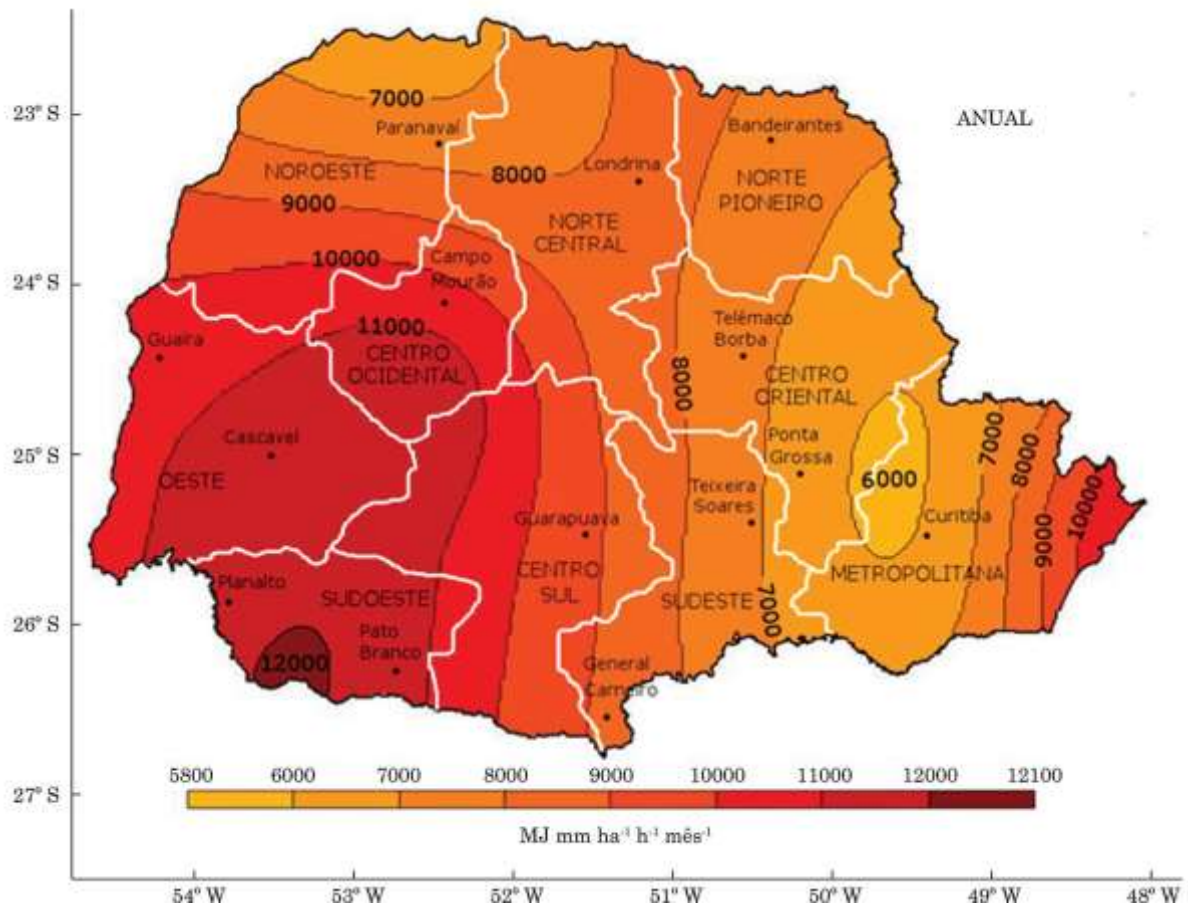 ANUAL
23° S
24° S
25° S
26° S
27° S
7000
Paranavaí
Bandeirantes
NOROESTE
8000
Londrina
NORTE
PIONEIRO
9000
NORTE
CENTRAL
10000
Campo
Mourão
Guaira
11000
CENTRO
OCIDENTAL
Telêmaco
Borba
8000
CENTRO
ORIENTAL
Cascavel
OESTE
Ponta
Grossa
6000
7000
8000
9000
10000
Teixeira
Soares
Curitiba
Guarapuava
CENTRO
SUL
METROPOLITANA
Planalto
SUDOESTE
SUDESTE
7000
Pato
Branco
12000
General
Carneiro
5800 6000 7000 8000 9000 10000 11000 12000 12100
MJ mm ha⁻¹ h⁻¹ mês⁻¹
54° W 53° W 52° W 51° W 50° W 49° W 48° W